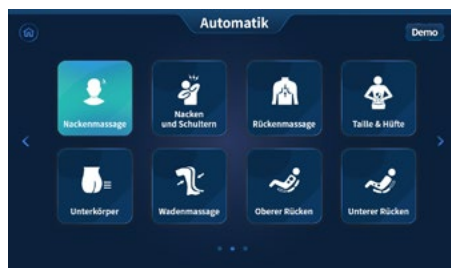 Automatik
Demo
Nackenmassage
Nacken
und Schultern
Rückenmassage
Taille & Hüfte
Unterkörper
Wadenmassage
Oberer Rücken
Unterer Rücken